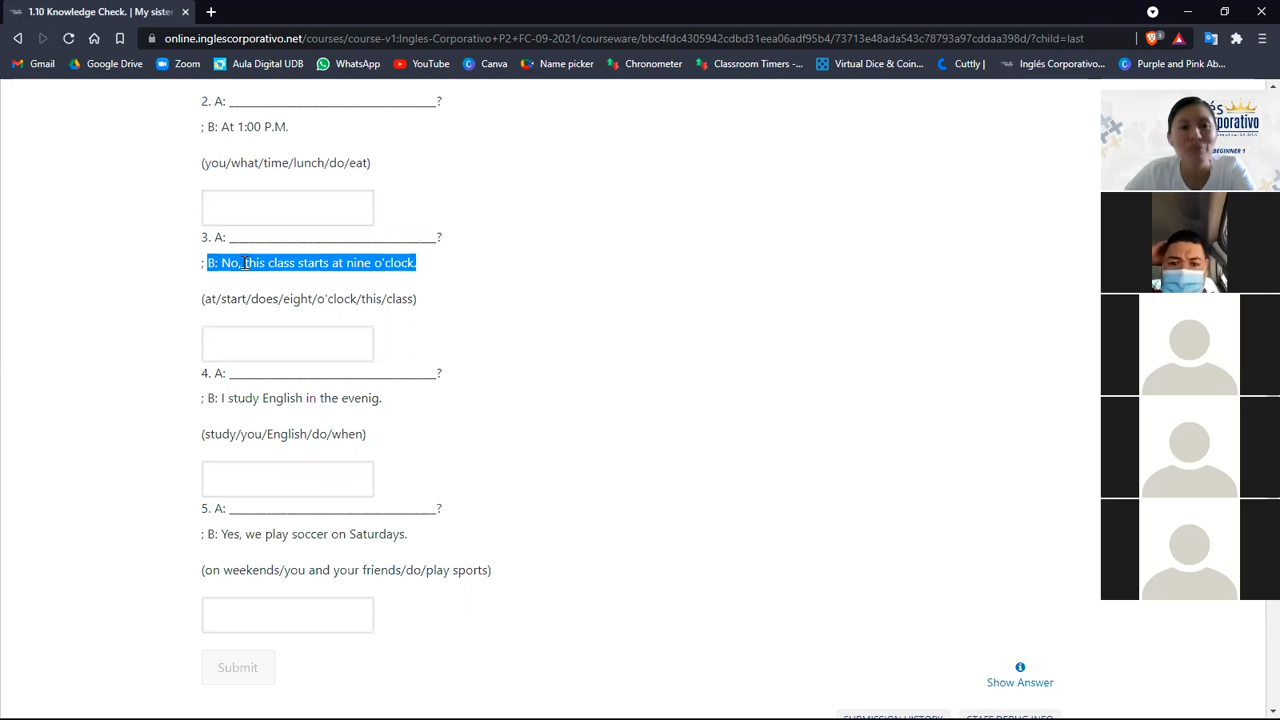 1.10 Knowledge Check. | My siste
online.inglescorporativo.net/courses/course-v1:Ingles-Corporativo+P2+FC-09-2021/courseware/bbc4fdc4305942cdbd31eea06adf95b4/73713e48ada543c78793a97cddaa398d/?child=last
Gmail Google Drive Zoom Aula Digital UDB WhatsApp YouTube Canva Name picker Chronometer Classroom Timers -... Virtual Dice & Coin... Cuttly | Inglés Corporativo... Purple and Pink Ab...
2. A: ________________________________?
; B: At 1:00 P.M.
(you/what/time/lunch/do/eat)
3. A: ________________________________?
; B: No, this class starts at nine o'clock.
(at/start/does/eight/o'clock/this/class)
4. A: ________________________________?
; B: I study English in the evenig.
(study/you/English/do/when)
5. A: ________________________________?
; B: Yes, we play soccer on Saturdays.
(on weekends/you and your friends/do/play sports)
Submit
Show Answer
SUBMISSION HISTORY STAFF DEBUG INFO
BEGINNER 1